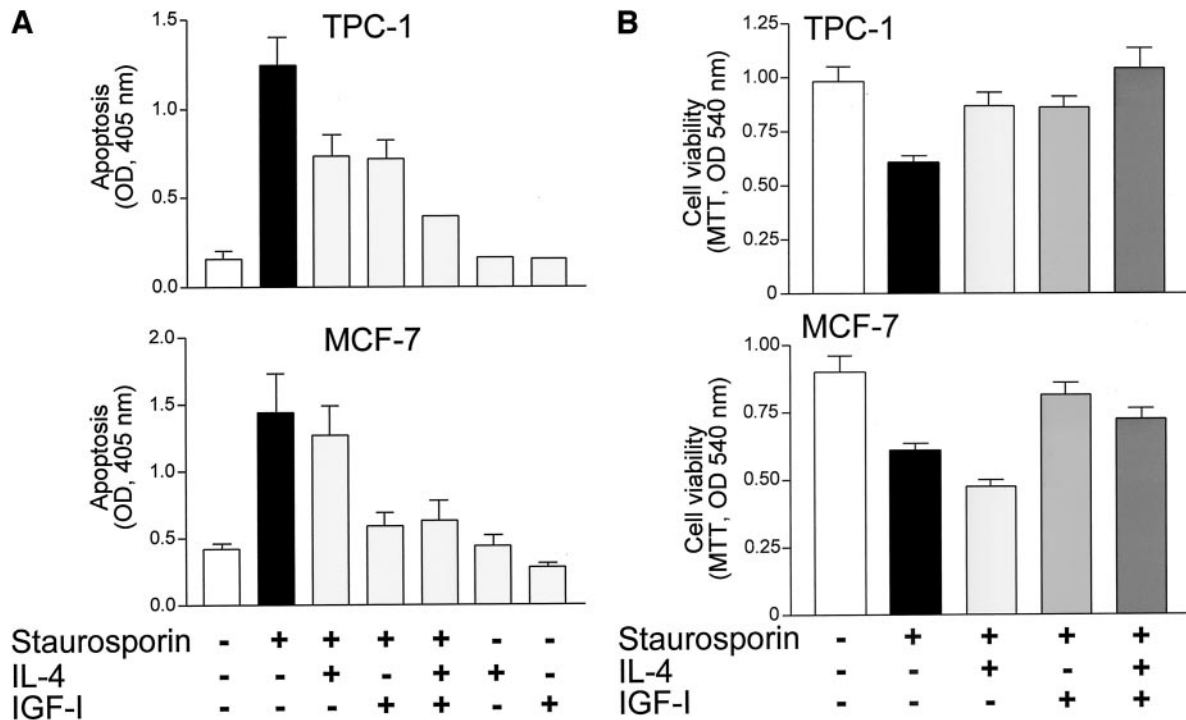 A
TPC-1
Apoptosis
(OD, 405 nm)
1.5
1.0
0.5
0.0
MCF-7
Apoptosis
(OD, 405 nm)
2.0
1.5
1.0
0.5
0.0
Staurosporin - + + + + - -
IL-4 - - + - + + -
IGF-I - - - + + - +
B
TPC-1
Cell viability
(MTT, OD 540 nm)
1.25
1.00
0.75
0.50
0.25
0
MCF-7
Cell viability
(MTT, OD 540 nm)
1.00
0.75
0.50
0.25
0
Staurosporin - + + + +
IL-4 - - + - +
IGF-I - - - + +